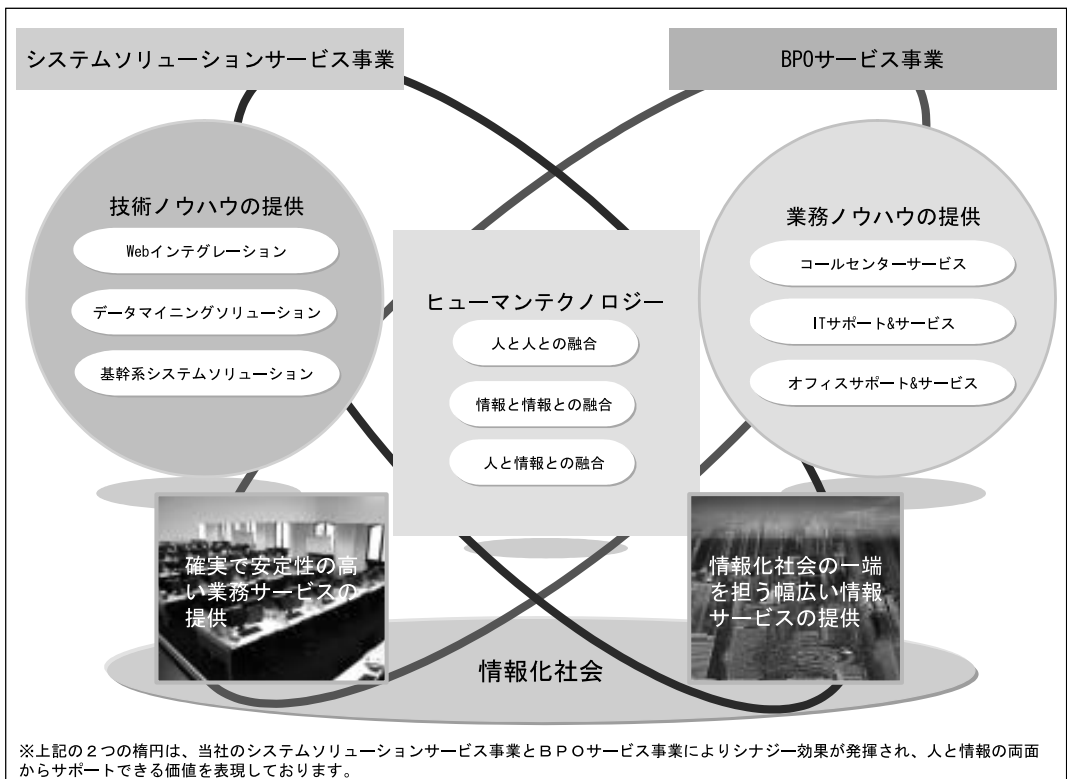 システムソリューションサービス事業
BPOサービス事業
技術ノウハウの提供
Webインテグレーション
データマイニングソリューション
基幹系システムソリューション
ヒューマンテクノロジー
人と人との融合
情報と情報との融合
人と情報との融合
業務ノウハウの提供
コールセンターサービス
ITサポート&サービス
オフィスサポート&サービス
確実で安定性の高
い業務サービスの
提供
情報化社会の一端
を担う幅広い情報
サービスの提供
情報化社会
※上記の２つの楕円は、当社のシステムソリューションサービス事業とＢＰＯサービス事業によりシナジー効果が発揮され、人と情報の両面
からサポートできる価値を表現しております。